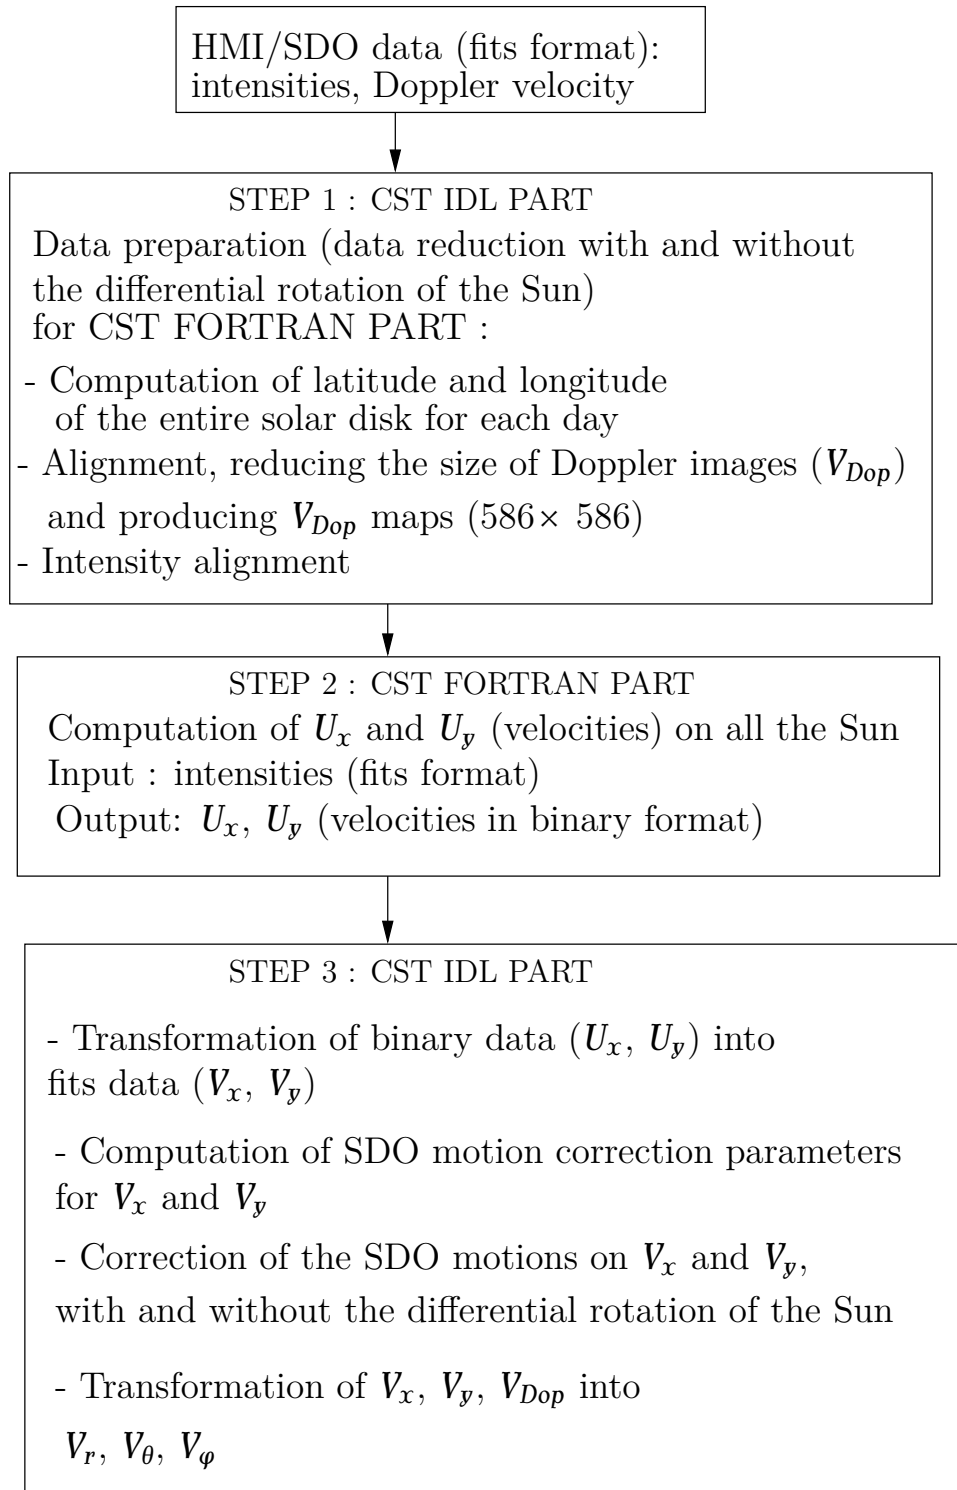 HMI/SDO data (fits format):
intensities, Doppler velocity
STEP 1 : CST IDL PART
Data preparation (data reduction with and without
the differential rotation of the Sun)
for CST FORTRAN PART :
- Computation of latitude and longitude
of the entire solar disk for each day
- Alignment, reducing the size of Doppler images (V_Dop)
and producing V_Dop maps (586× 586)
- Intensity alignment
STEP 2 : CST FORTRAN PART
Computation of U_x and U_y (velocities) on all the Sun
Input : intensities (fits format)
Output: U_x, U_y (velocities in binary format)
STEP 3 : CST IDL PART
- Transformation of binary data (U_x, U_y) into
fits data (V_x, V_y)
- Computation of SDO motion correction parameters
for V_x and V_y
- Correction of the SDO motions on V_x and V_y,
with and without the differential rotation of the Sun
- Transformation of V_x, V_y, V_Dop into
V_r, V_θ, V_φ